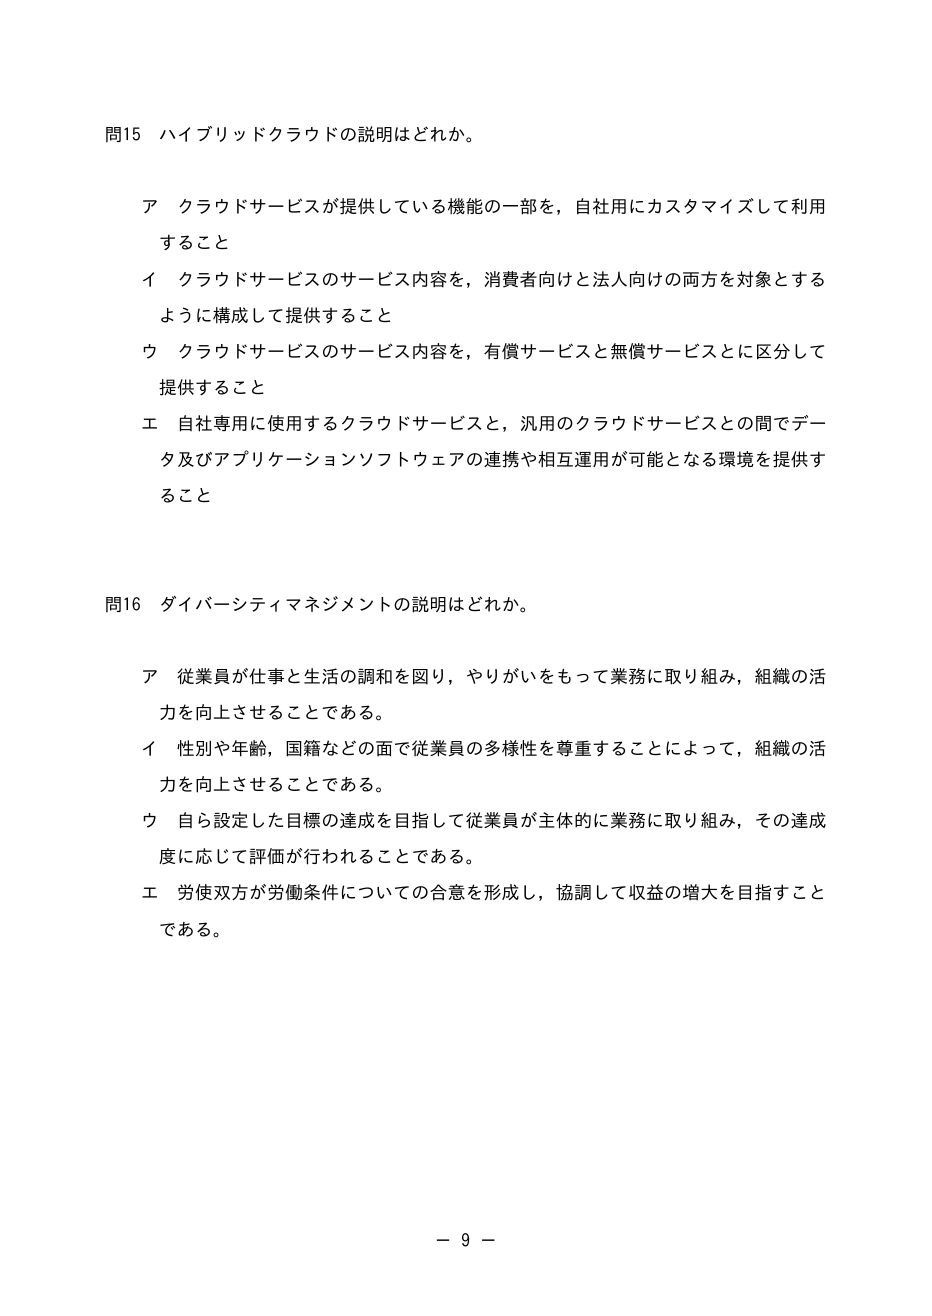 問15　ハイブリッドクラウドの説明はどれか。
ア　クラウドサービスが提供している機能の一部を，自社用にカスタマイズして利用
すること
イ　クラウドサービスのサービス内容を，消費者向けと法人向けの両方を対象とする
ように構成して提供すること
ウ　クラウドサービスのサービス内容を，有償サービスと無償サービスとに区分して
提供すること
エ　自社専用に使用するクラウドサービスと，汎用のクラウドサービスとの間でデー
タ及びアプリケーションソフトウェアの連携や相互運用が可能となる環境を提供す
ること
問16　ダイバーシティマネジメントの説明はどれか。
ア　従業員が仕事と生活の調和を図り，やりがいをもって業務に取り組み，組織の活
力を向上させることである。
イ　性別や年齢，国籍などの面で従業員の多様性を尊重することによって，組織の活
力を向上させることである。
ウ　自ら設定した目標の達成を目指して従業員が主体的に業務に取り組み，その達成
度に応じて評価が行われることである。
エ　労使双方が労働条件についての合意を形成し，協調して収益の増大を目指すこと
である。
－ 9 －